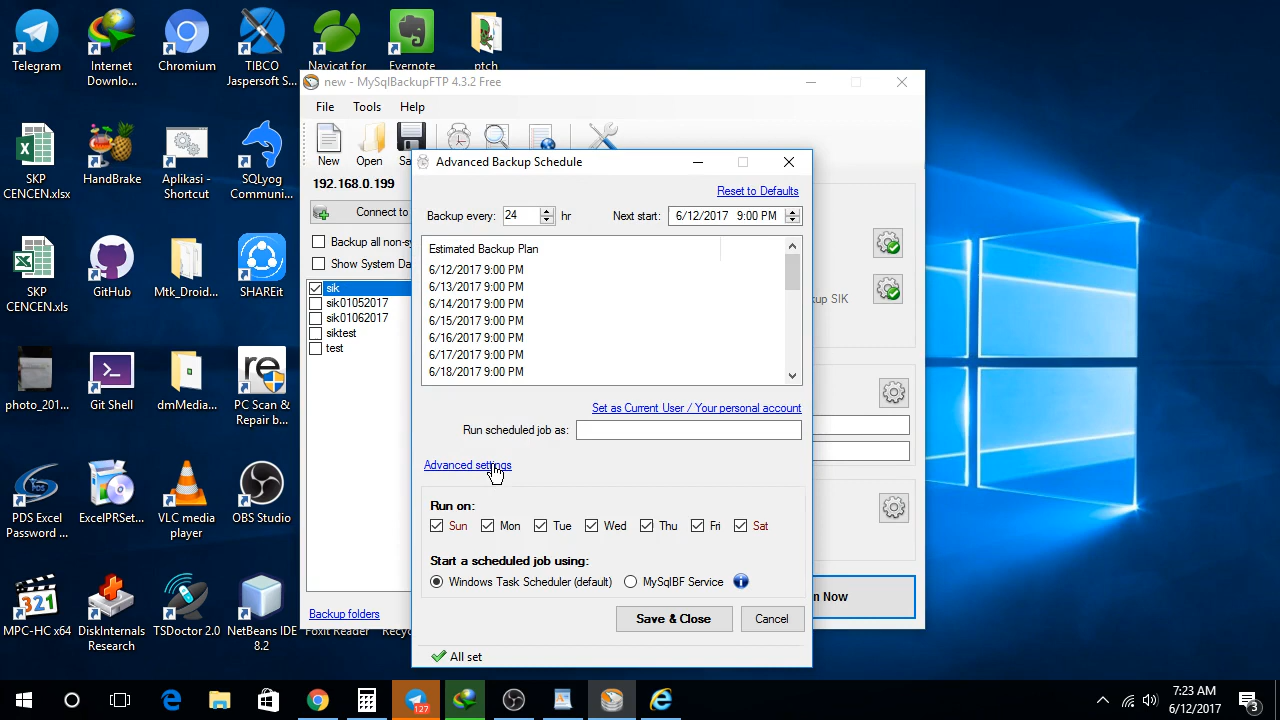 Telegram
Internet
Downlo...
Chromium
TIBCO
Jaspersoft S...
Navicat for
Evernote
ptch
SKP
CENCEN.xlsx
HandBrake
Aplikasi -
Shortcut
SQLyog
Communi...
SKP
CENCEN.xls
GitHub
Mtk_Droid...
SHAREit
photo_201...
Git Shell
dmMedia...
re
PC Scan &
Repair b...
PDS
PDS Excel
Password ...
ExcelPRSet...
VLC media
player
OBS Studio
321
MPC-HC x64
DiskInternals
Research
TSDoctor 2.0
NetBeans IDE
8.2
Foxit Reader
new - MySqlBackupFTP 4.3.2 Free
File
Tools
Help
New
Open
192.168.0.199
Connect to
Backup all non-sy
Show System Da
sik
sik01052017
sik01062017
siktest
test
Backup folders
kup SIK
n Now
Advanced Backup Schedule
Reset to Defaults
Backup every: 24 hr
Next start: 6/12/2017 9:00 PM
Estimated Backup Plan
6/12/2017 9:00 PM
6/13/2017 9:00 PM
6/14/2017 9:00 PM
6/15/2017 9:00 PM
6/16/2017 9:00 PM
6/17/2017 9:00 PM
6/18/2017 9:00 PM
Set as Current User / Your personal account
Run scheduled job as:
Advanced settings
Run on:
Sun Mon Tue Wed Thu Fri Sat
Start a scheduled job using:
Windows Task Scheduler (default) MySqlBF Service
Save & Close
Cancel
All set
127
7:23 AM
6/12/2017
3